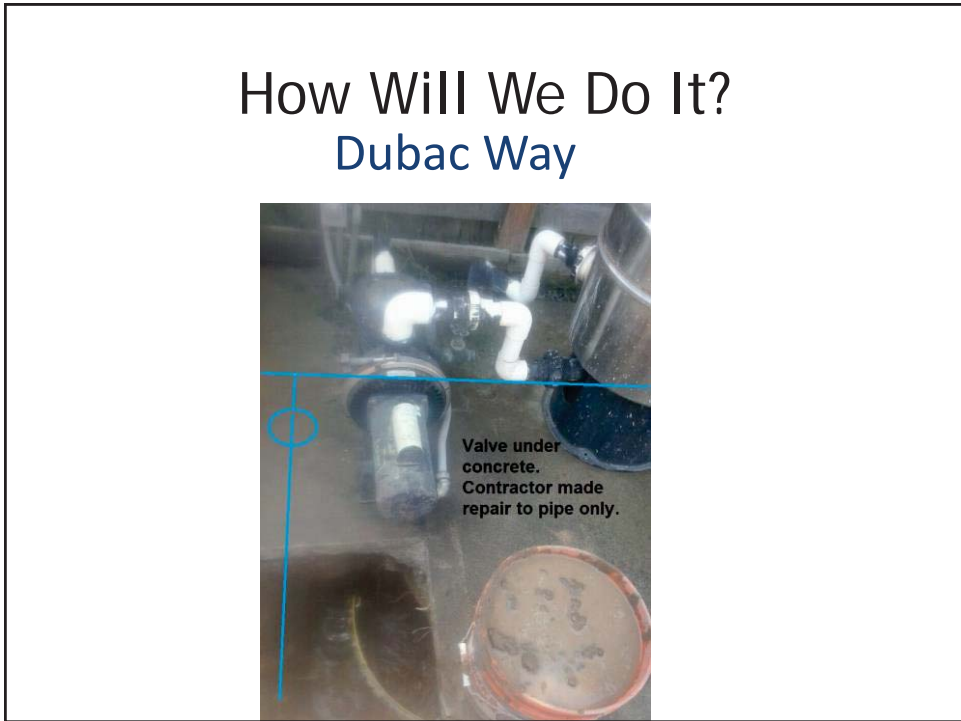 How Will We Do It?
Dubac Way
Valve under
concrete.
Contractor made
repair to pipe only.